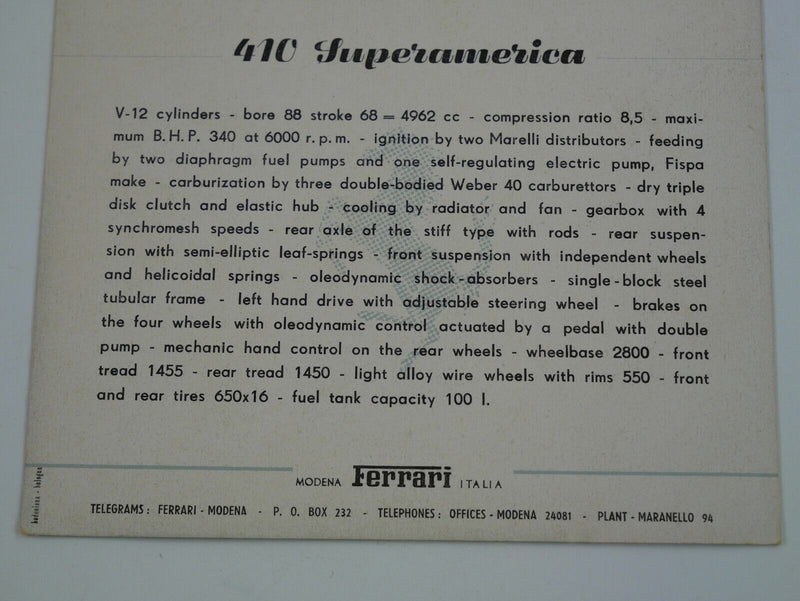 410 Superamerica
V-12 cylinders - bore 88 stroke 68 = 4962 cc - compression ratio 8,5 - maxi-
mum B. H. P. 340 at 6000 r. p. m. - ignition by two Marelli distributors - feeding
by two diaphragm fuel pumps and one self-regulating electric pump, Fispa
make - carburization by three double-bodied Weber 40 carburettors - dry triple
disk clutch and elastic hub - cooling by radiator and fan - gearbox with 4
synchromesh speeds - rear axle of the stiff type with rods - rear suspen-
sion with semi-elliptic leaf-springs - front suspension with independent wheels
and helicoidal springs - oleodynamic shock-absorbers - single-block steel
tubular frame - left hand drive with adjustable steering wheel - brakes on
the four wheels with oleodynamic control actuated by a pedal with double
pump - mechanic hand control on the rear wheels - wheelbase 2800 - front
tread 1455 - rear tread 1450 - light alloy wire wheels with rims 550 - front
and rear tires 650x16 - fuel tank capacity 100 l.
MODENA Ferrari ITALIA
TELEGRAMS: FERRARI - MODENA - P. O. BOX 232 - TELEPHONES: OFFICES - MODENA 24081 - PLANT - MARANELLO 94